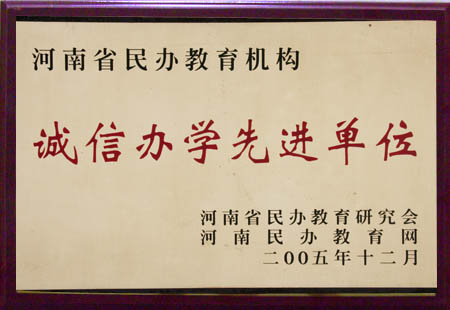 河南省民办教育机构
诚信办学先进单位
河南省民办教育研究会
河南民办教育网
二00五年十二月